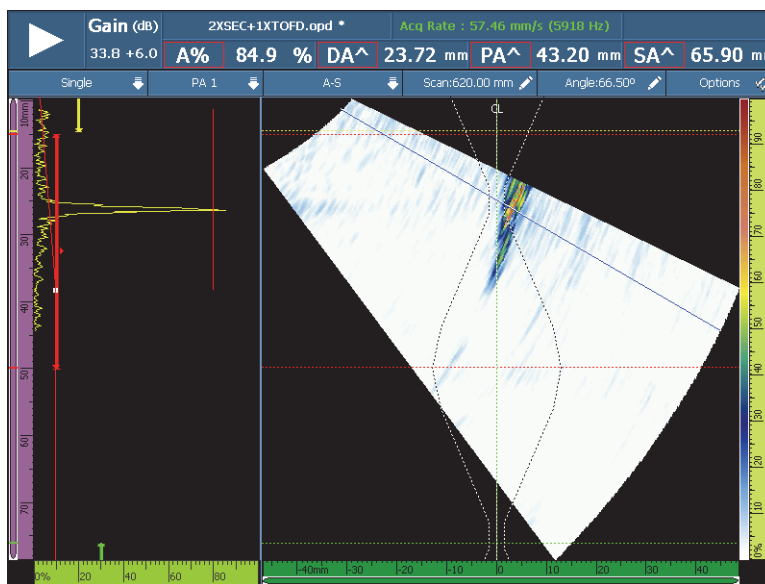 Gain (dB) 2XSEC+1XTOFD.opd * Acq Rate : 57.46 mm/s (5918 Hz)
33.8 +6.0 A% 84.9 % DA^ 23.72 mm PA^ 43.20 mm SA^ 65.90 mm
Single PA 1 A-S Scan:620.00 mm Angle:66.50º Options
CL
10mm
20
30
40
50
60
70
0% 20 40 60 80
-40mm -30 -20 -10 0 10 20 30 40
90
80
70
60
50
40
30
20
10
0%